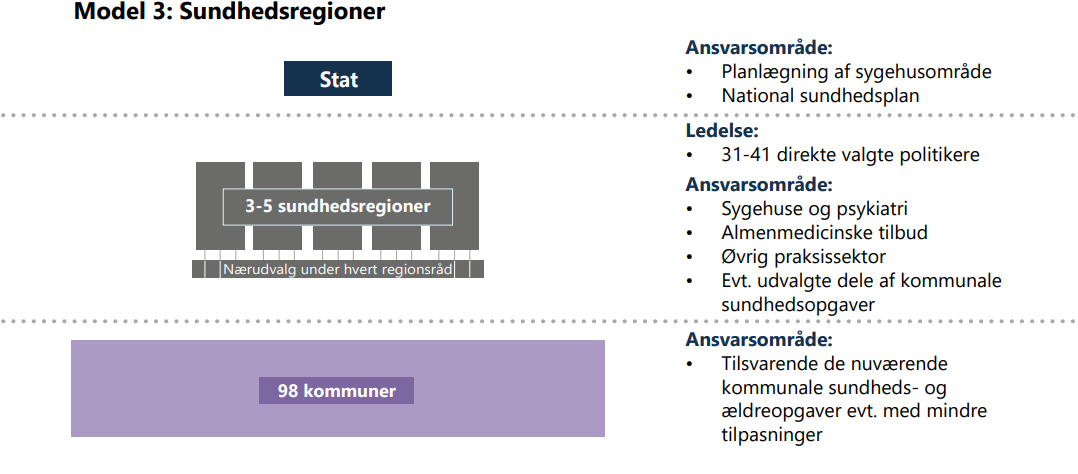 Model 3: Sundhedsregioner
Stat
Ansvarsområde:
• Planlægning af sygehusområde
• National sundhedsplan
3-5 sundhedsregioner
Nærudvalg under hvert regionsråd
Ledelse:
• 31-41 direkte valgte politikere
Ansvarsområde:
• Sygehuse og psykiatri
• Almenmedicinske tilbud
• Øvrig praksissektor
• Evt. udvalgte dele af kommunale
sundhedsopgaver
98 kommuner
Ansvarsområde:
• Tilsvarende de nuværende
kommunale sundheds- og
ældreopgaver evt. med mindre
tilpasninger